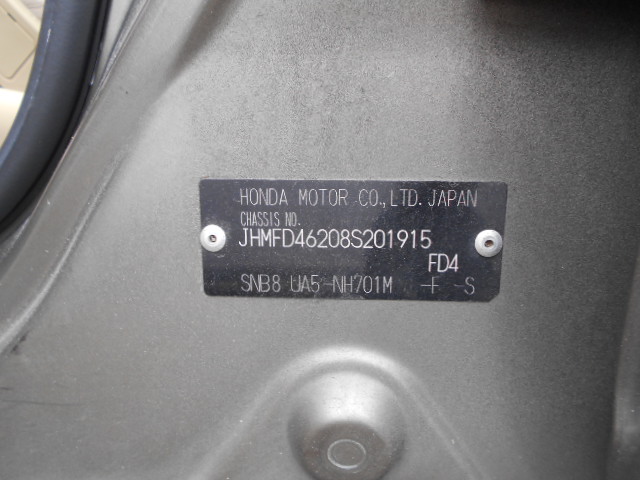 HONDA MOTOR CO.,LTD. JAPAN
CHASSIS NO.
JHMFD46208S201915
FD4
SNB8 UA5-NH701M -F -S